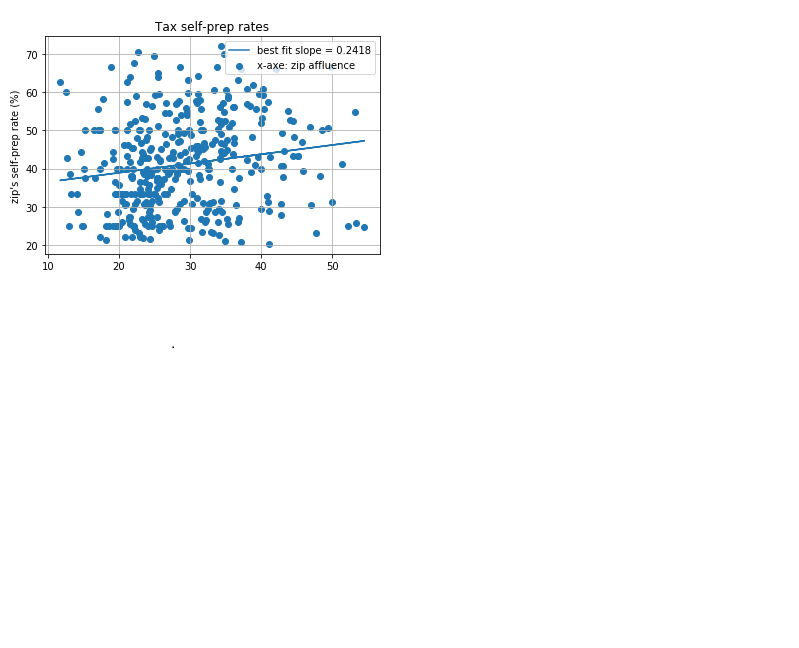 Tax self-prep rates
best fit slope = 0.2418
x-axe: zip affluence
zip's self-prep rate (%)
70
60
50
40
30
20
10 20 30 40 50
.